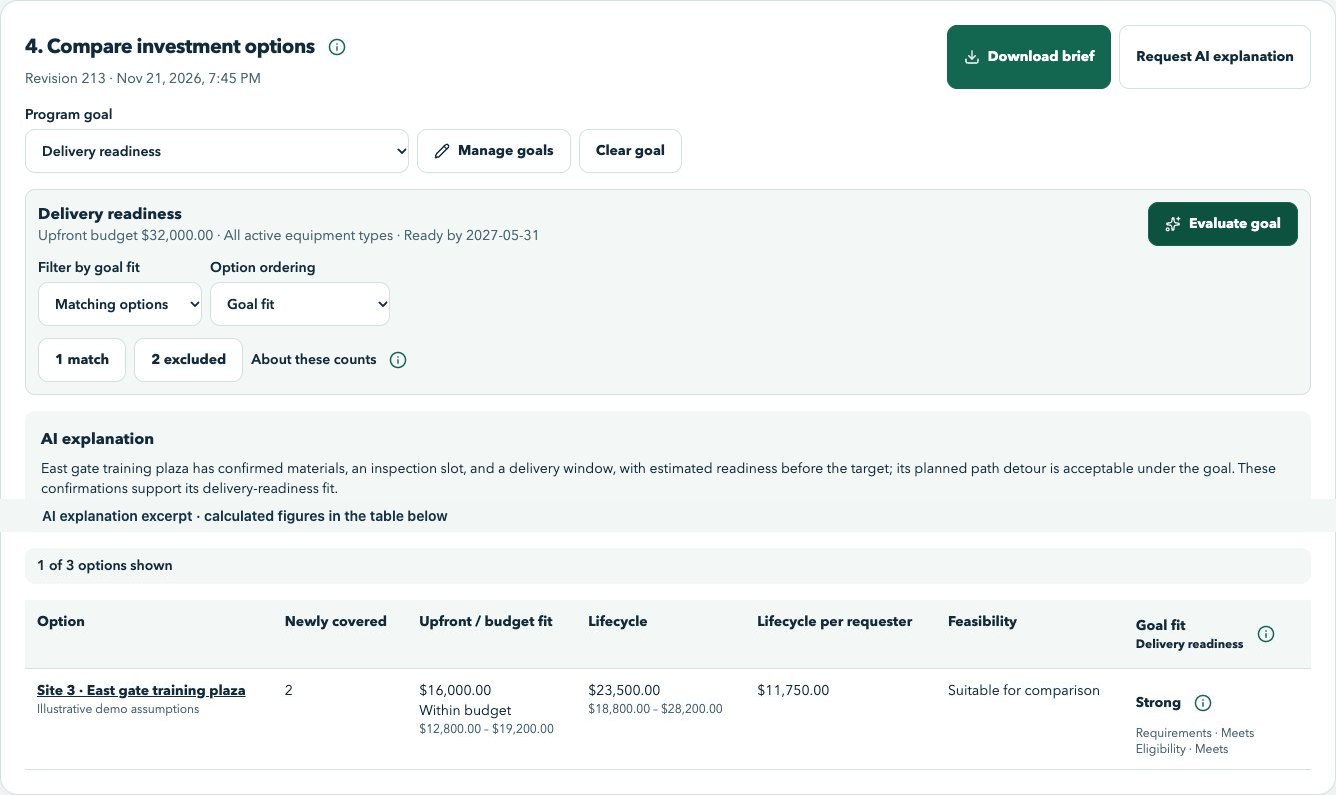 4. Compare investment options
Revision 213 · Nov 21, 2026, 7:45 PM
Download brief
Request AI explanation
Program goal
Delivery readiness
Manage goals
Clear goal
Delivery readiness
Upfront budget $32,000.00 · All active equipment types · Ready by 2027-05-31
Evaluate goal
Filter by goal fit
Option ordering
Matching options
Goal fit
1 match
2 excluded
About these counts
AI explanation
East gate training plaza has confirmed materials, an inspection slot, and a delivery window, with estimated readiness before the target; its planned path detour is acceptable under the goal. These
confirmations support its delivery-readiness fit.
AI explanation excerpt · calculated figures in the table below
1 of 3 options shown
Option
Newly covered
Upfront / budget fit
Lifecycle
Lifecycle per requester
Feasibility
Goal fit
Delivery readiness
Site 3 · East gate training plaza
Illustrative demo assumptions
2
$16,000.00
Within budget
$12,800.00 – $19,200.00
$23,500.00
$18,800.00 – $28,200.00
$11,750.00
Suitable for comparison
Strong
Requirements · Meets
Eligibility · Meets